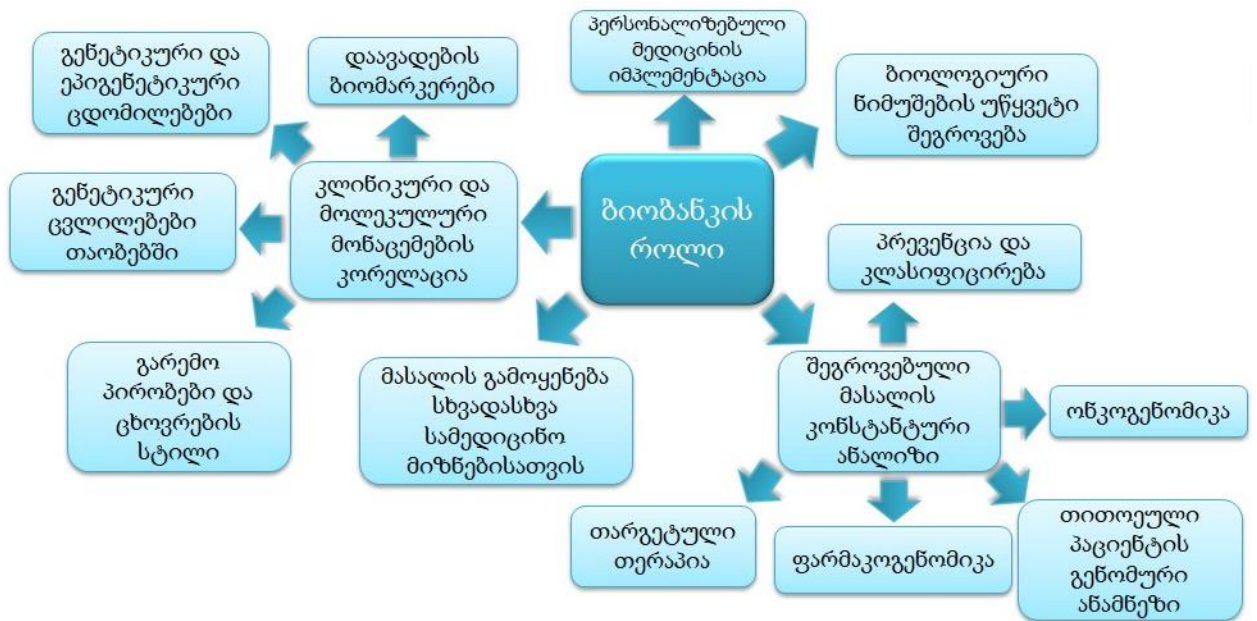 გენეტიკური და
ეპიგენეტიკური
ცდომილებები
დაავადების
ბიომარკერები
პერსონალიზებული
მედიცინის
იმპლემენტაცია
ბიოლოგიური
ნიმუშების უწყვეტი
შეგროვება
გენეტიკური
ცვლილებები
თაობებში
კლინიკური და
მოლეკულური
მონაცემების
კორელაცია
ბიობანკის
როლი
პრევენცია და
კლასიფიცირება
გარემო
პირობები და
ცხოვრების
სტილი
მასალის გამოყენება
სხვადასხვა
სამედიცინო
მიზნებისათვის
შეგროვებული
მასალის
კონსტანტური
ანალიზი
ონკოგენომიკა
თარგეტული
თერაპია
ფარმაკოგენომიკა
თითოეული
პაციენტის
გენომური
ანამნეზი